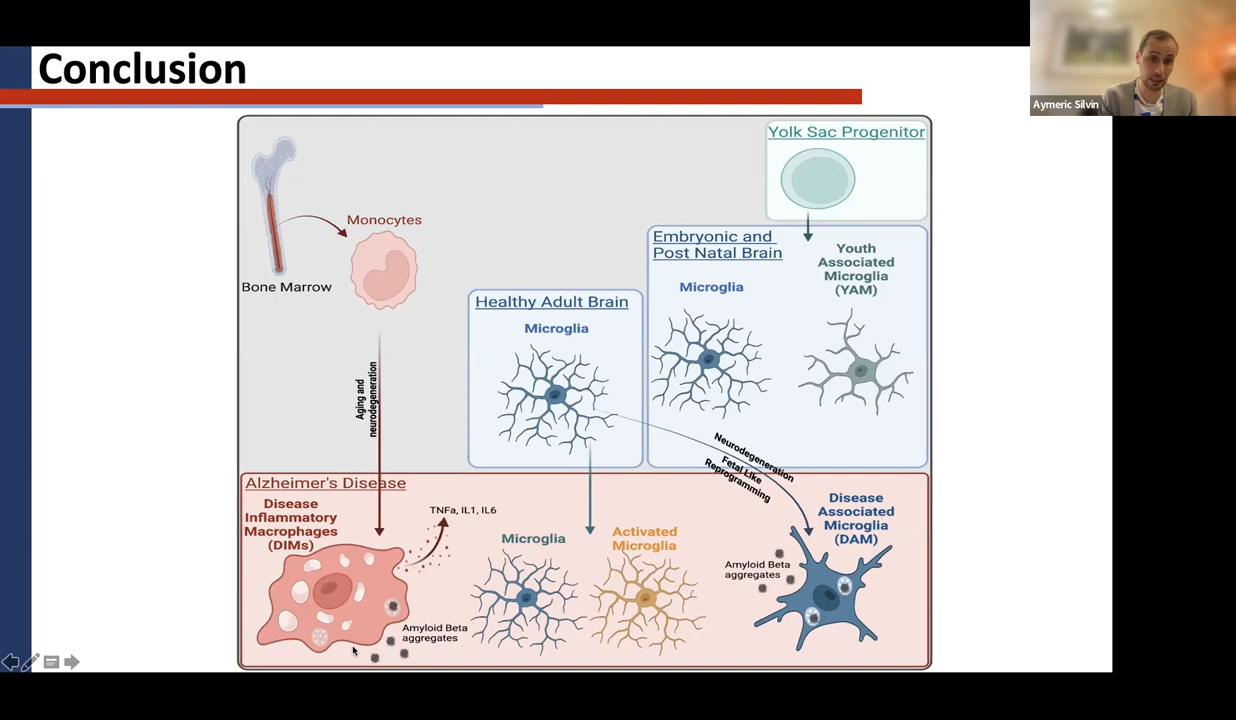 Conclusion
Aymeric Silvin
Yolk Sac Progenitor
Monocytes
Bone Marrow
Embryonic and
Post Natal Brain
Youth
Associated
Microglia
(YAM)
Microglia
Healthy Adult Brain
Microglia
Aging and
neurodegeneration
Neurodegeneration
Fetal Like
Reprogramming
Alzheimer's Disease
Disease
Inflammatory
Macrophages
(DIMs)
TNFa, IL1, IL6
Microglia
Activated
Microglia
Disease
Associated
Microglia
(DAM)
Amyloid Beta
aggregates
Amyloid Beta
aggregates